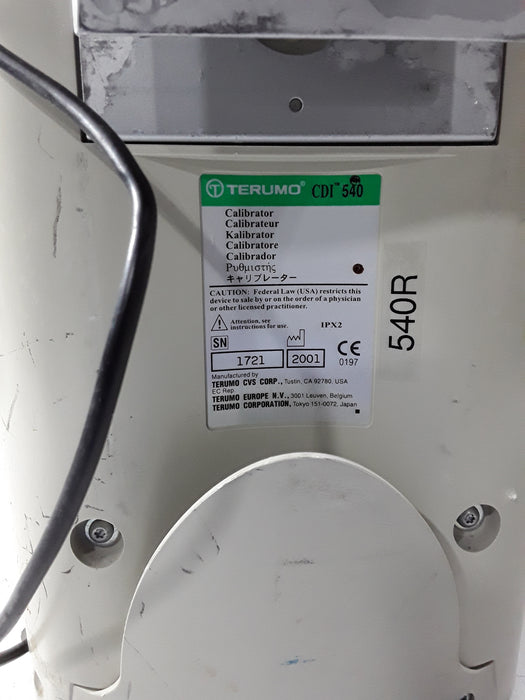 TERUMO® CDI™ 540
Calibrator
Calibrateur
Kalibrator
Calibratore
Calibrador
Ρυθμιστής
キャリブレーター
CAUTION: Federal Law (USA) restricts this
device to sale by or on the order of a physician
or other licensed practitioner.
Attention, see
instructions for use.
IPX2
SN
1721
2001
CE
0197
Manufactured by
TERUMO CVS CORP., Tustin, CA 92780, USA
EC Rep.
TERUMO EUROPE N.V., 3001 Leuven, Belgium
TERUMO CORPORATION, Tokyo 151-0072, Japan
540R